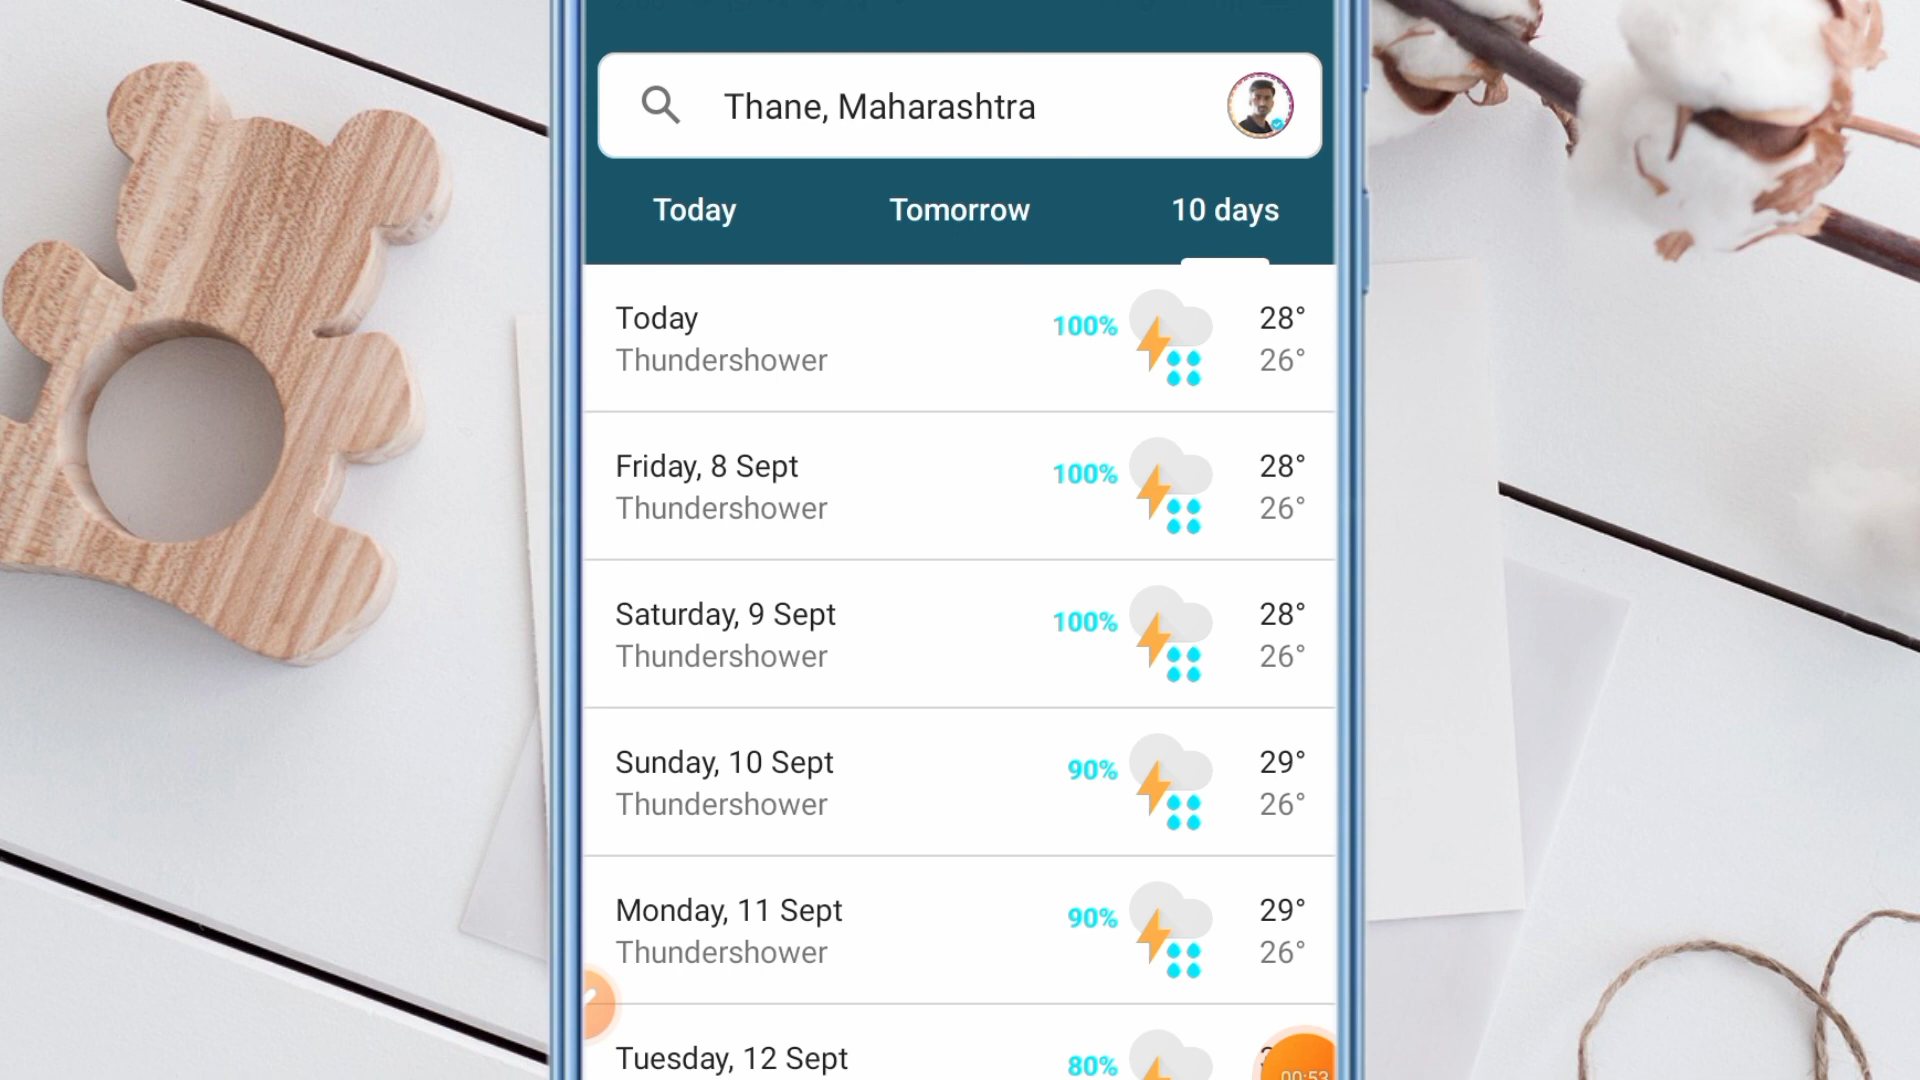 Thane, Maharashtra
Today Tomorrow 10 days
Today 100% 28°
Thundershower 26°
Friday, 8 Sept 100% 28°
Thundershower 26°
Saturday, 9 Sept 100% 28°
Thundershower 26°
Sunday, 10 Sept 90% 29°
Thundershower 26°
Monday, 11 Sept 90% 29°
Thundershower 26°
Tuesday, 12 Sept 80%
00:53